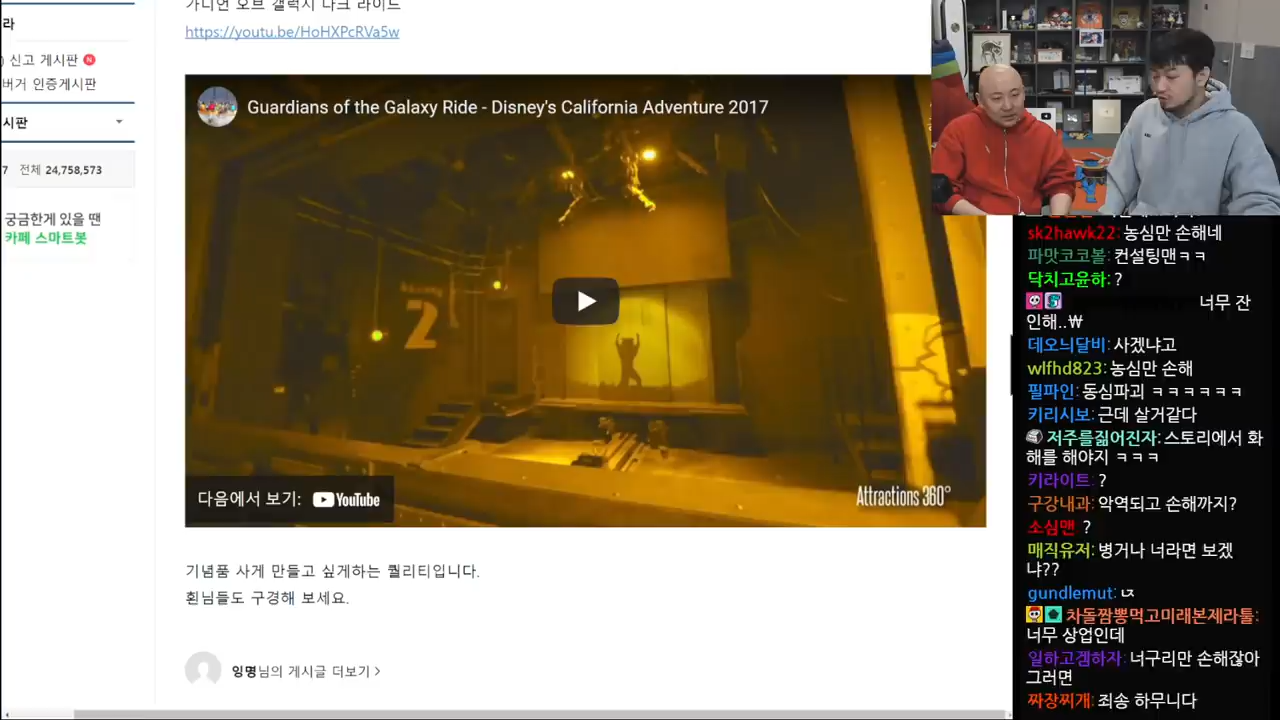 가디언 오브 갤럭시 다크 라이드
https://youtu.be/HoHXPcRVa5w
라
신고 게시판 N
버거 인증게시판
시판
7 전체 24,758,573
궁금한게 있을 땐
카페 스마트봇
Guardians of the Galaxy Ride - Disney's California Adventure 2017
2
다음에서 보기: YouTube
Attractions 360°
기념품 사게 만들고 싶게하는 퀄리티입니다.
횐님들도 구경해 보세요.
잉명님의 게시글 더보기 >
sk2hawk22: 농심만 손해네
파맛코코볼: 컨설팅맨ㅋㅋ
닥치고윤하: ?
너무 잔
인해..₩
데오늬달비: 사겠냐고
wlfhd823: 농심만 손해
필파인: 동심파괴 ㅋㅋㅋㅋㅋㅋ
키리시보: 근데 살거같다
저주를짊어진자: 스토리에서 화
해를 해야지 ㅋㅋㅋ
키라이트: ?
구강내과: 악역되고 손해까지?
소심맨 ?
매직유저: 병거나 너라면 보겠
냐??
gundlemut: ㄴㅈ
차돌짬뽕먹고미래본제라툴:
너무 상업인데
일하고겜하자: 너구리만 손해잖아
그러면
짜장찌개: 죄송 하무니다